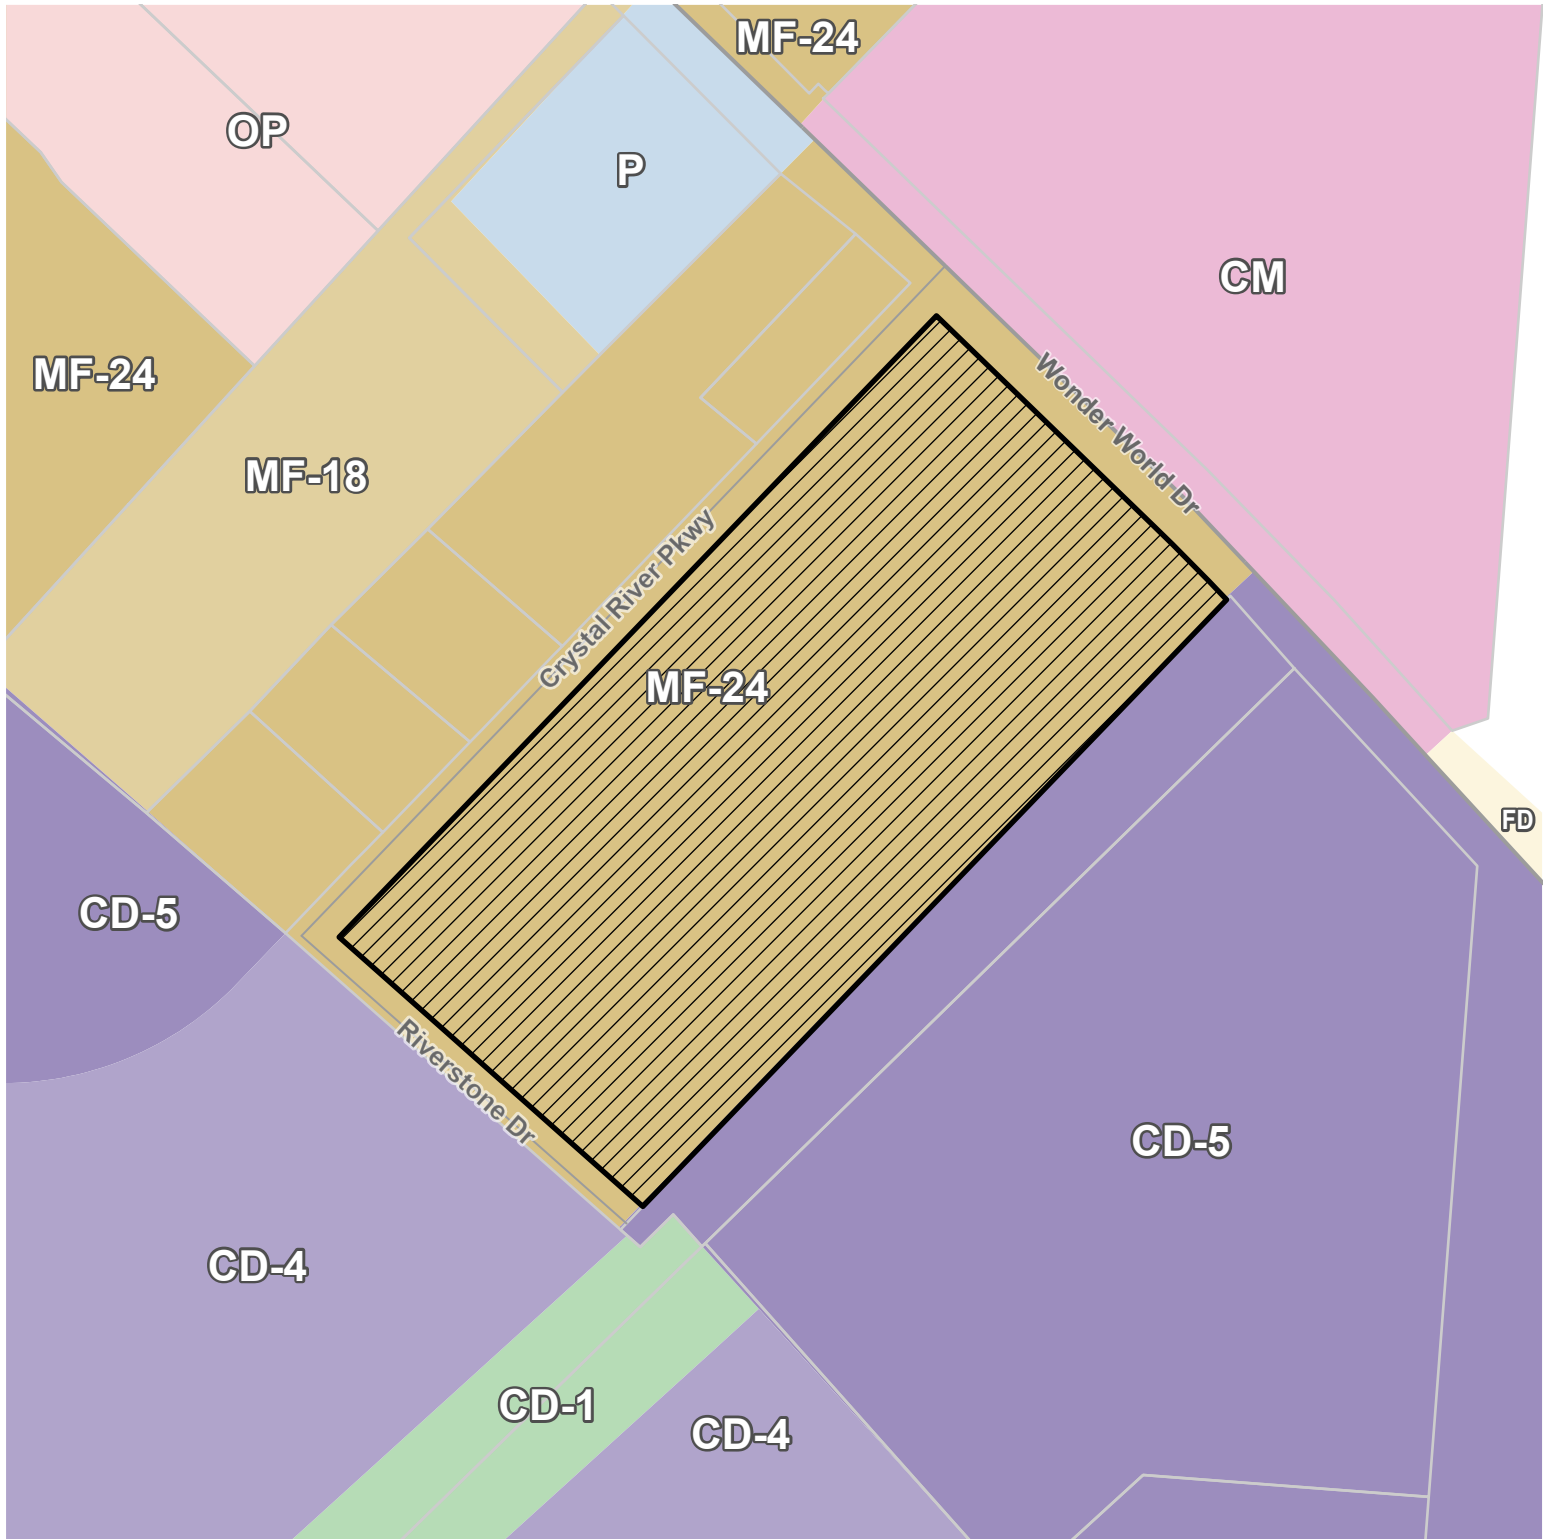 MF-24
OP
P
CM
MF-24
Wonder World Dr
MF-18
Crystal River Pkwy
MF-24
FD
CD-5
Riverstone Dr
CD-5
CD-4
CD-1
CD-4